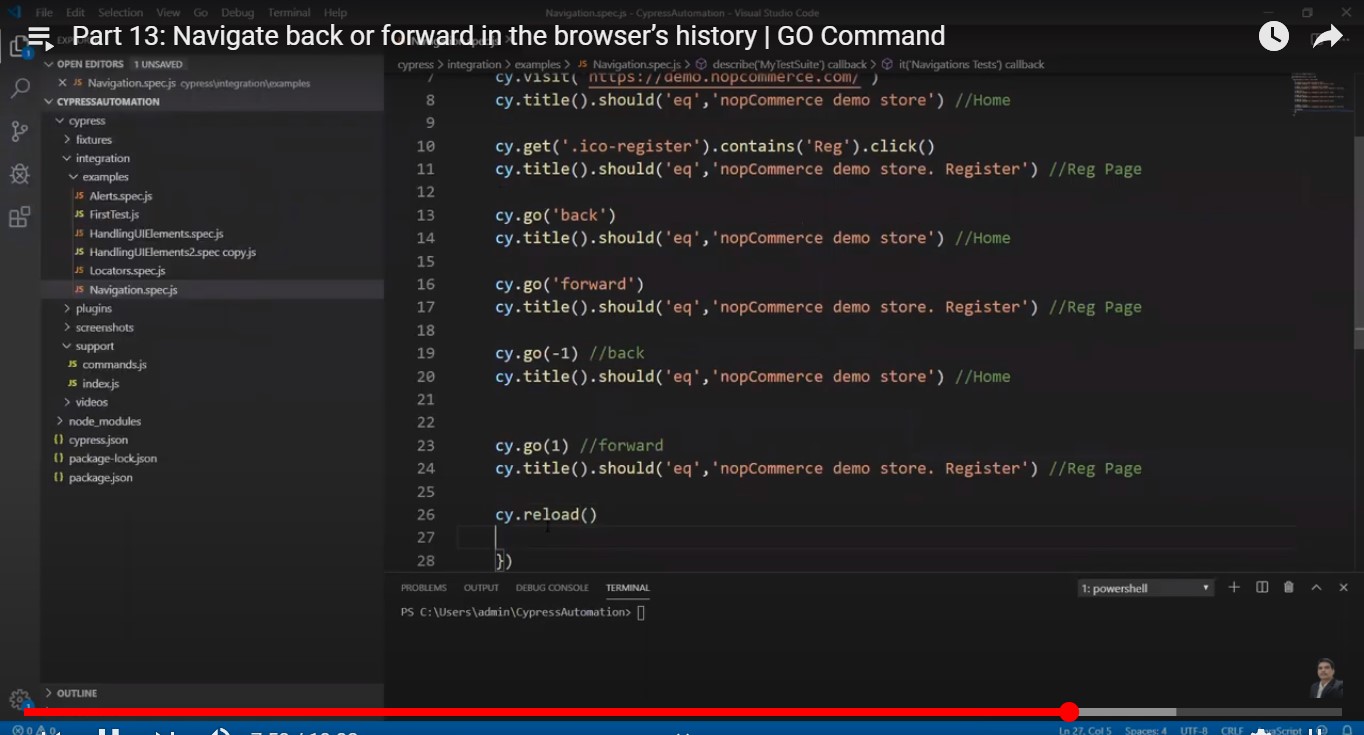 File Edit Selection View Go Debug Terminal Help
Navigation.spec.js - CypressAutomation - Visual Studio Code
Part 13: Navigate back or forward in the browser's history | GO Command
OPEN EDITORS 1 UNSAVED
Navigation.spec.js cypress\integration\examples
CYPRESSAUTOMATION
cypress
fixtures
integration
examples
JS Alerts.spec.js
JS FirstTest.js
JS HandlingUIElements.spec.js
JS HandlingUIElements2.spec copy.js
JS Locators.spec.js
JS Navigation.spec.js
plugins
screenshots
support
JS commands.js
JS index.js
videos
node_modules
{} cypress.json
{} package-lock.json
{} package.json
OUTLINE
cypress > integration > examples > JS Navigation.spec.js > describe('MyTestSuite') callback > it('Navigations Tests') callback
7 cy.visit('https://demo.nopcommerce.com/')
8 cy.title().should('eq','nopCommerce demo store') //Home
9
10 cy.get('.ico-register').contains('Reg').click()
11 cy.title().should('eq','nopCommerce demo store. Register') //Reg Page
12
13 cy.go('back')
14 cy.title().should('eq','nopCommerce demo store') //Home
15
16 cy.go('forward')
17 cy.title().should('eq','nopCommerce demo store. Register') //Reg Page
18
19 cy.go(-1) //back
20 cy.title().should('eq','nopCommerce demo store') //Home
21
22
23 cy.go(1) //forward
24 cy.title().should('eq','nopCommerce demo store. Register') //Reg Page
25
26 cy.reload()
27
28 })
PROBLEMS OUTPUT DEBUG CONSOLE TERMINAL
1: powershell
PS C:\Users\admin\CypressAutomation>
Ln 27, Col 5 Spaces: 4 UTF-8 CRLF